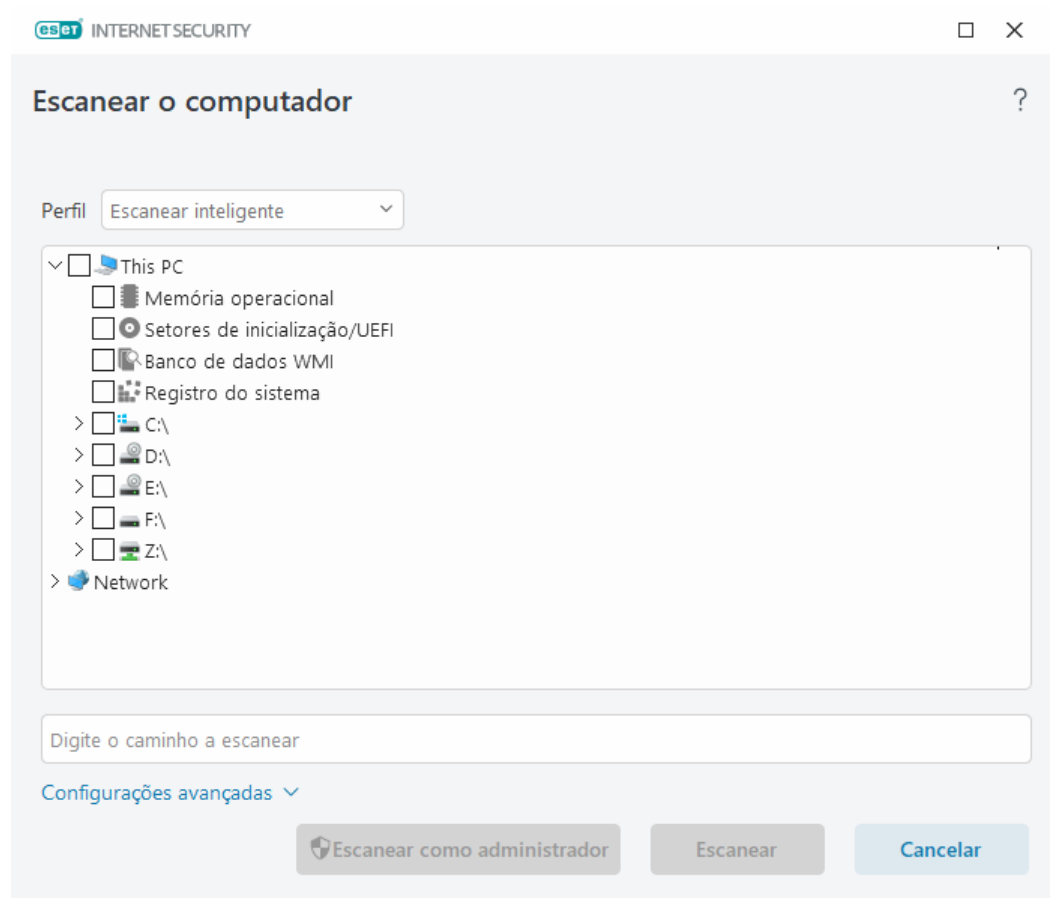 eset INTERNET SECURITY
Escanear o computador
?
Perfil Escanear inteligente
This PC
Memória operacional
Setores de inicialização/UEFI
Banco de dados WMI
Registro do sistema
C:\
D:\
E:\
F:\
Z:\
Network
Digite o caminho a escanear
Configurações avançadas
Escanear como administrador Escanear Cancelar